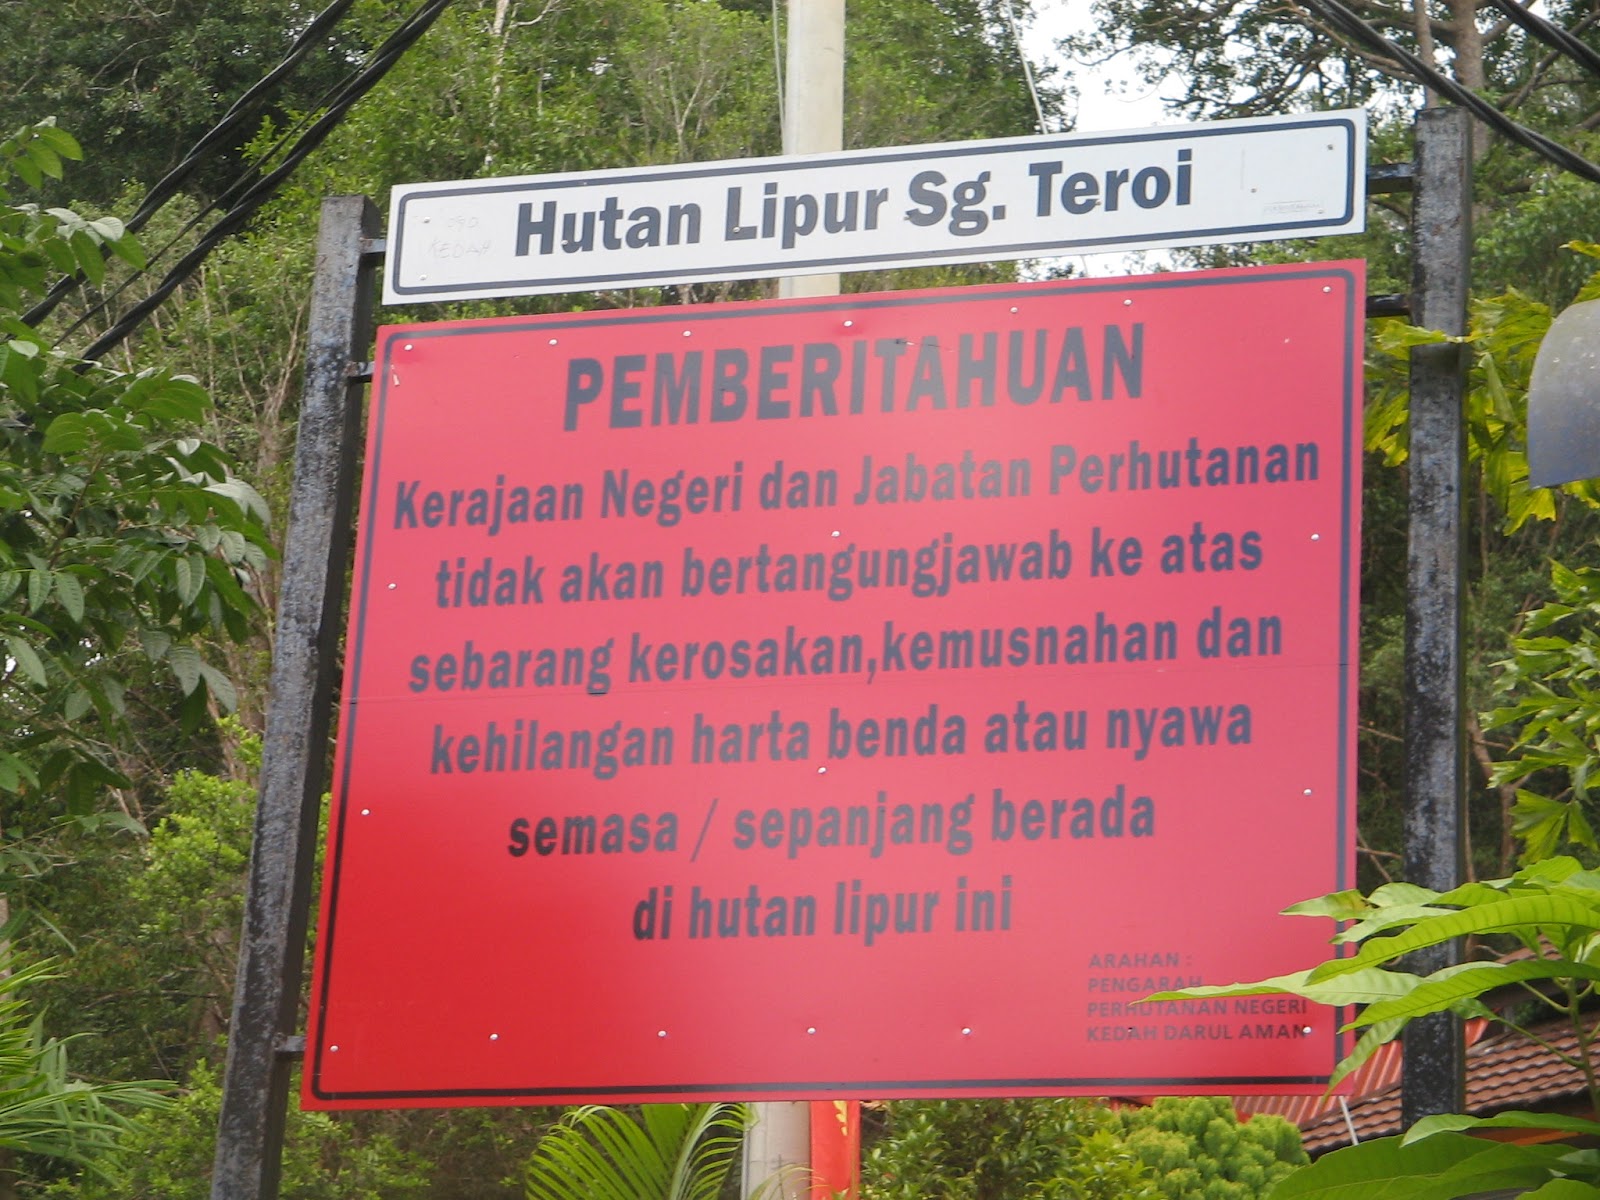 Hutan Lipur Sg. Teroi
KEDAH
PEMBERITAHUAN
Kerajaan Negeri dan Jabatan Perhutanan
tidak akan bertangungjawab ke atas
sebarang kerosakan,kemusnahan dan
kehilangan harta benda atau nyawa
semasa / sepanjang berada
di hutan lipur ini
ARAHAN :
PENGARAH
PERHUTANAN NEGERI
KEDAH DARUL AMAN